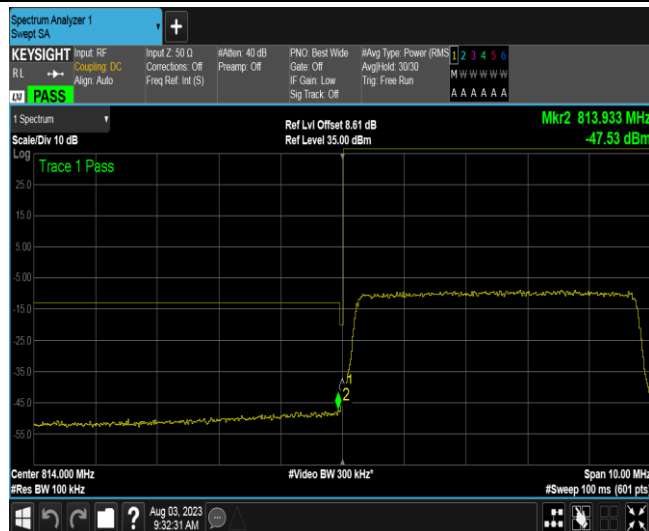 Spectrum Analyzer 1
Swept SA
+
KEYSIGHT
RL
LXI
PASS
Input: RF
Coupling: DC
Align: Auto
Input Z: 50 Ω
Corrections: Off
Freq Ref: Int (S)
#Atten: 40 dB
Preamp: Off
PNO: Best Wide
Gate: Off
IF Gain: Low
Sig Track: Off
#Avg Type: Power (RMS
Avg|Hold: 30/30
Trig: Free Run
1 2 3 4 5 6
M W W W W W
A A A A A A
1 Spectrum
Scale/Div 10 dB
Ref Lvl Offset 8.61 dB
Ref Level 35.00 dBm
Mkr2 813.933 MHz
-47.53 dBm
Log
Trace 1 Pass
25.0
15.0
5.00
-5.00
-15.0
-25.0
-35.0
1
2
-45.0
-55.0
Center 814.000 MHz
#Video BW 300 kHz*
Span 10.00 MHz
#Res BW 100 kHz
#Sweep 100 ms (601 pts)
?
Aug 03, 2023
9:32:31 AM